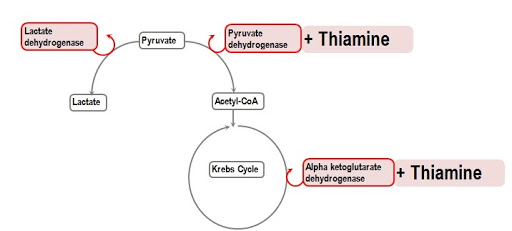 Lactate
dehydrogenase
Pyruvate
Pyruvate
dehydrogenase
+ Thiamine
Lactate
Acetyl-CoA
Krebs Cycle
Alpha ketoglutarate
dehydrogenase
+ Thiamine